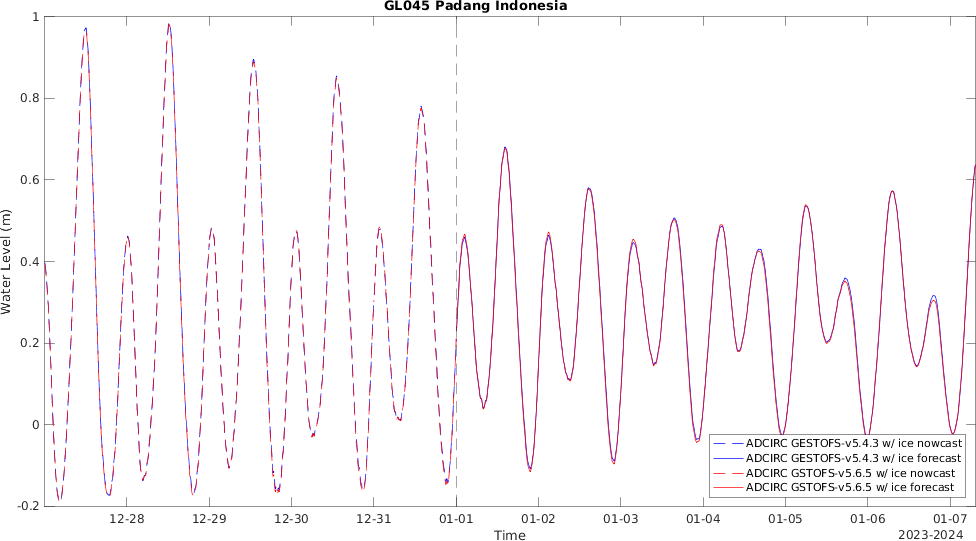 GL045 Padang Indonesia
1
0.8
0.6
0.4
0.2
0
-0.2
Water Level (m)
12-28 12-29 12-30 12-31 01-01 01-02 01-03 01-04 01-05 01-06 01-07
Time
2023-2024
ADCIRC GESTOFS-v5.4.3 w/ ice nowcast
ADCIRC GESTOFS-v5.4.3 w/ ice forecast
ADCIRC GSTOFS-v5.6.5 w/ ice nowcast
ADCIRC GSTOFS-v5.6.5 w/ ice forecast